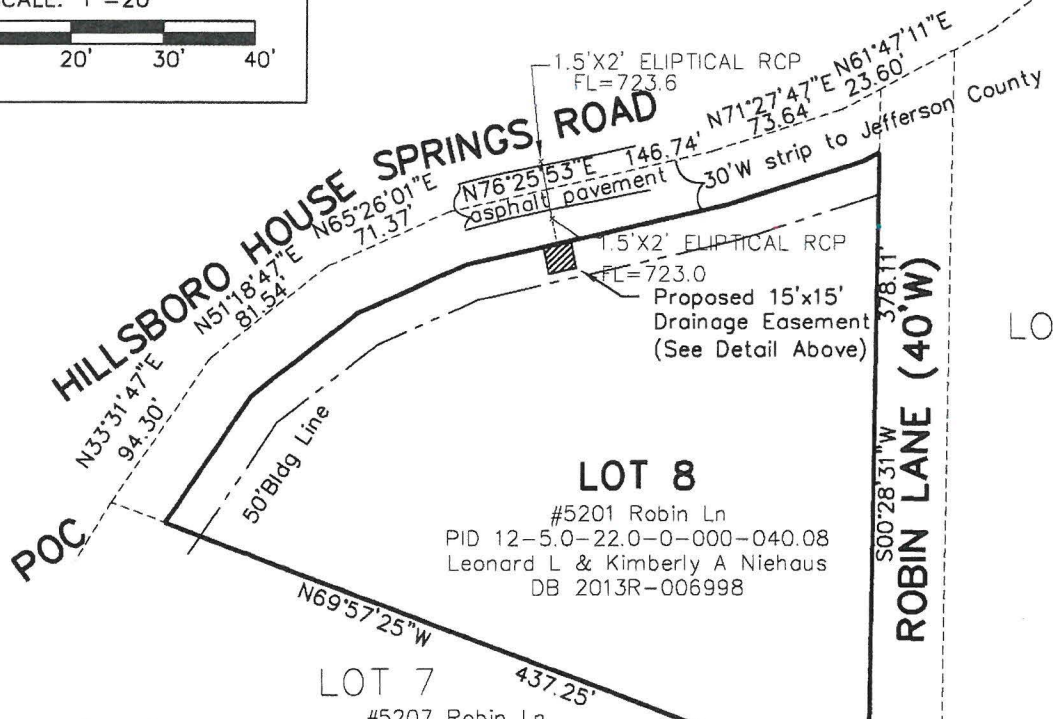 SCALE: 1"=20'
20' 30' 40'
1.5'X2' ELIPTICAL RCP
FL=723.6
HILLSBORO HOUSE SPRINGS ROAD
N33°31'47"E
94.30'
N51°18'47"E
81.54'
N65°26'01"E
71.37'
N76°25'53"E 146.74'
asphalt pavement
N71°27'47"E
73.64'
N61°47'11"E
23.60'
30'W strip to Jefferson County
1.5'X2' ELIPTICAL RCP
FL=723.0
Proposed 15'x15'
Drainage Easement
(See Detail Above)
50'Bldg Line
POC
LOT 8
#5201 Robin Ln
PID 12-5.0-22.0-0-000-040.08
Leonard L & Kimberly A Niehaus
DB 2013R-006998
S00°28'31"W 378.11'
ROBIN LANE (40'W)
LO
N69°57'25"W 437.25'
LOT 7
#5207 Robin Ln